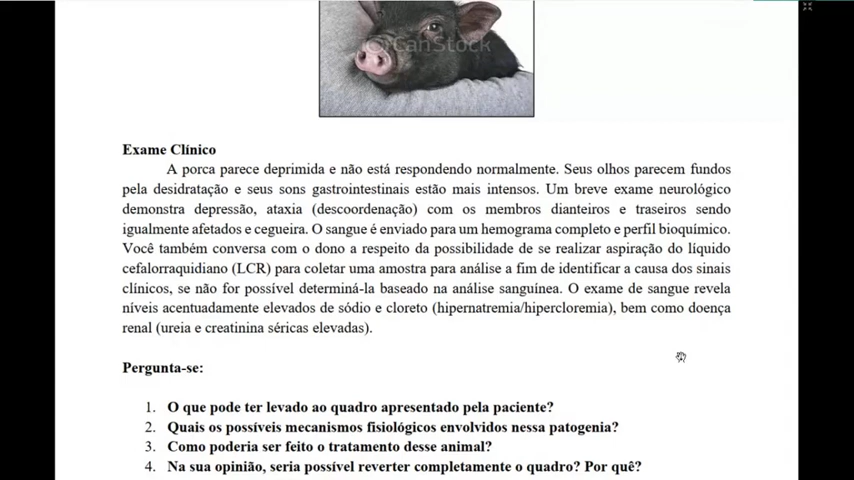 CanStock
Exame Clínico
A porca parece deprimida e não está respondendo normalmente. Seus olhos parecem fundos
pela desidratação e seus sons gastrointestinais estão mais intensos. Um breve exame neurológico
demonstra depressão, ataxia (descoordenação) com os membros dianteiros e traseiros sendo
igualmente afetados e cegueira. O sangue é enviado para um hemograma completo e perfil bioquímico.
Você também conversa com o dono a respeito da possibilidade de se realizar aspiração do líquido
cefalorraquidiano (LCR) para coletar uma amostra para análise a fim de identificar a causa dos sinais
clínicos, se não for possível determiná-la baseado na análise sanguínea. O exame de sangue revela
níveis acentuadamente elevados de sódio e cloreto (hipernatremia/hipercloremia), bem como doença
renal (ureia e creatinina séricas elevadas).
Pergunta-se:
1. O que pode ter levado ao quadro apresentado pela paciente?
2. Quais os possíveis mecanismos fisiológicos envolvidos nessa patogenia?
3. Como poderia ser feito o tratamento desse animal?
4. Na sua opinião, seria possível reverter completamente o quadro? Por quê?